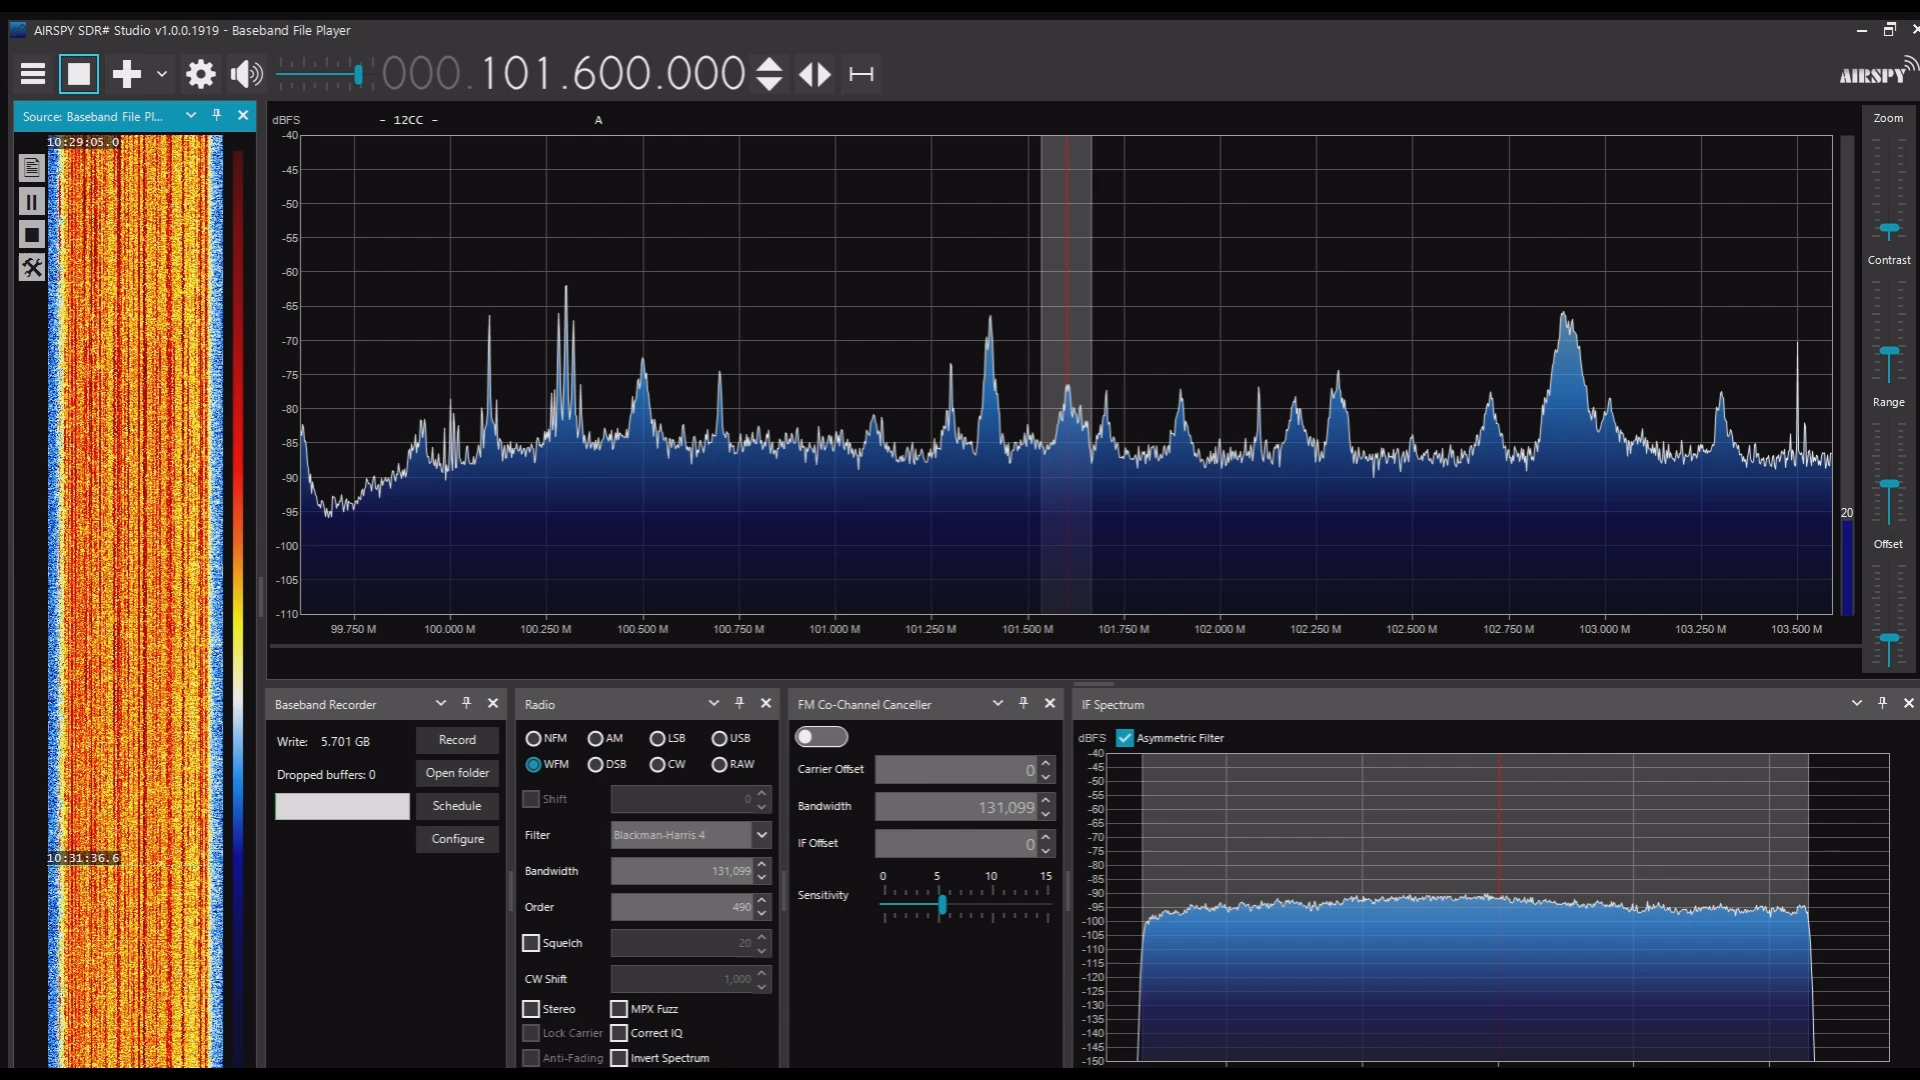 AIRSPY SDR# Studio v1.0.0.1919 - Baseband File Player
000.101.600.000
AIRSPY
Source: Baseband File Pl...
10:29:05.0
10:31:36.6
dBFS
- 12CC -
A
-40
-45
-50
-55
-60
-65
-70
-75
-80
-85
-90
-95
-100
-105
-110
99.750 M 100.000 M 100.250 M 100.500 M 100.750 M 101.000 M 101.250 M 101.500 M 101.750 M 102.000 M 102.250 M 102.500 M 102.750 M 103.000 M 103.250 M 103.500 M
20
Zoom
Contrast
Range
Offset
Baseband Recorder
Write: 5.701 GB
Record
Dropped buffers: 0
Open folder
Schedule
Configure
Radio
NFM AM LSB USB
WFM DSB CW RAW
Shift 0
Filter Blackman-Harris 4
Bandwidth 131,099
Order 490
Squelch 20
CW Shift 1,000
Stereo MPX Fuzz
Lock Carrier Correct IQ
Anti-Fading Invert Spectrum
FM Co-Channel Canceller
Carrier Offset 0
Bandwidth 131,099
IF Offset 0
0 5 10 15
Sensitivity
IF Spectrum
dBFS Asymmetric Filter
-40
-45
-50
-55
-60
-65
-70
-75
-80
-85
-90
-95
-100
-105
-110
-115
-120
-125
-130
-135
-140
-145
-150